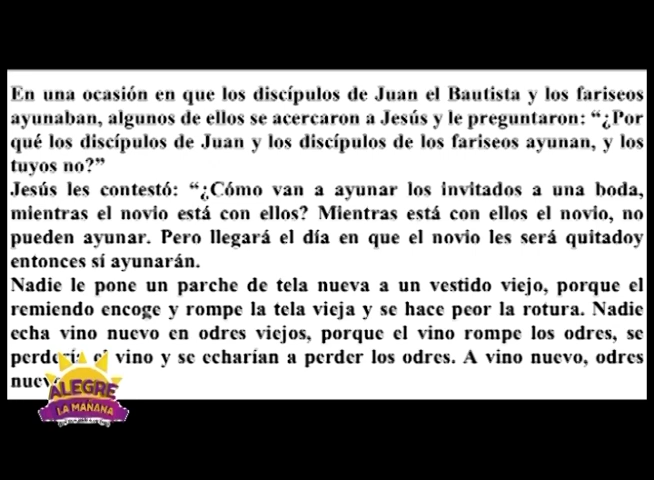 En una ocasión en que los discípulos de Juan el Bautista y los fariseos
ayunaban, algunos de ellos se acercaron a Jesús y le preguntaron: “¿Por
qué los discípulos de Juan y los discípulos de los fariseos ayunan, y los
tuyos no?”
Jesús les contestó: “¿Cómo van a ayunar los invitados a una boda,
mientras el novio está con ellos? Mientras está con ellos el novio, no
pueden ayunar. Pero llegará el día en que el novio les será quitadoy
entonces sí ayunarán.
Nadie le pone un parche de tela nueva a un vestido viejo, porque el
remiendo encoge y rompe la tela vieja y se hace peor la rotura. Nadie
echa vino nuevo en odres viejos, porque el vino rompe los odres, se
perdería el vino y se echarían a perder los odres. A vino nuevo, odres
ALEGRE
LA MAÑANA